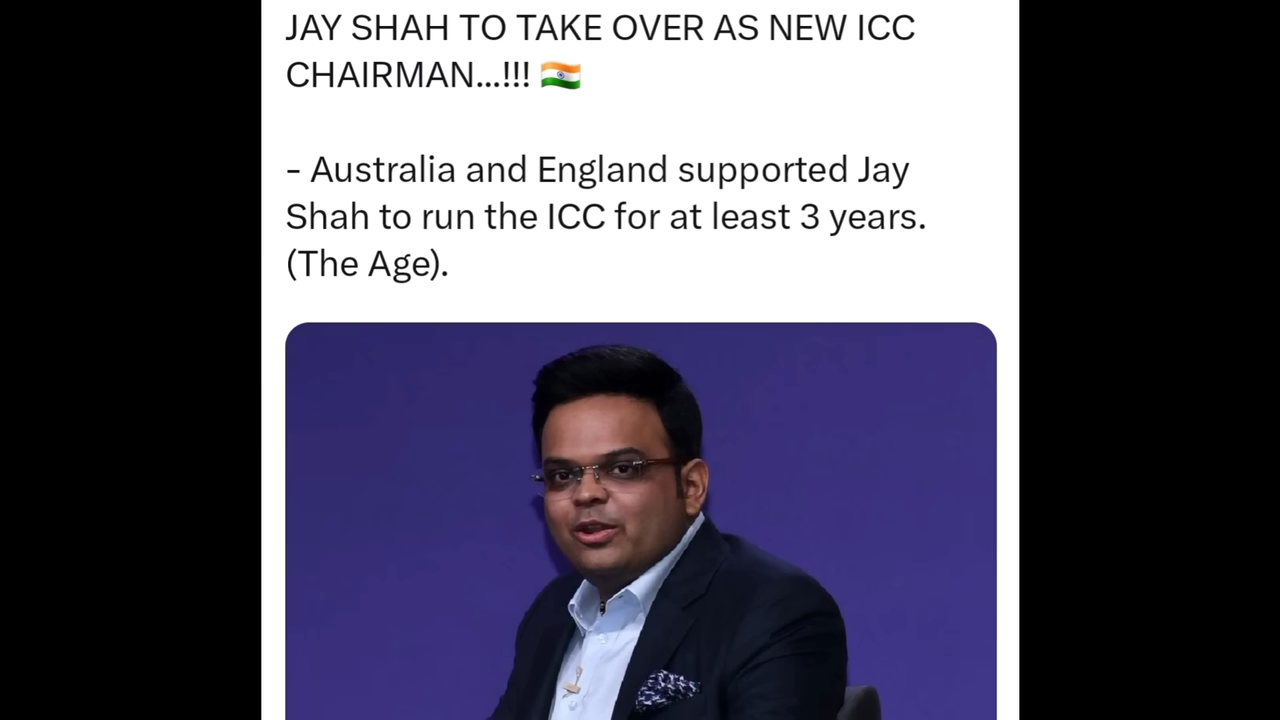 JAY SHAH TO TAKE OVER AS NEW ICC
CHAIRMAN...!!! 🇮🇳
- Australia and England supported Jay
Shah to run the ICC for at least 3 years.
(The Age).